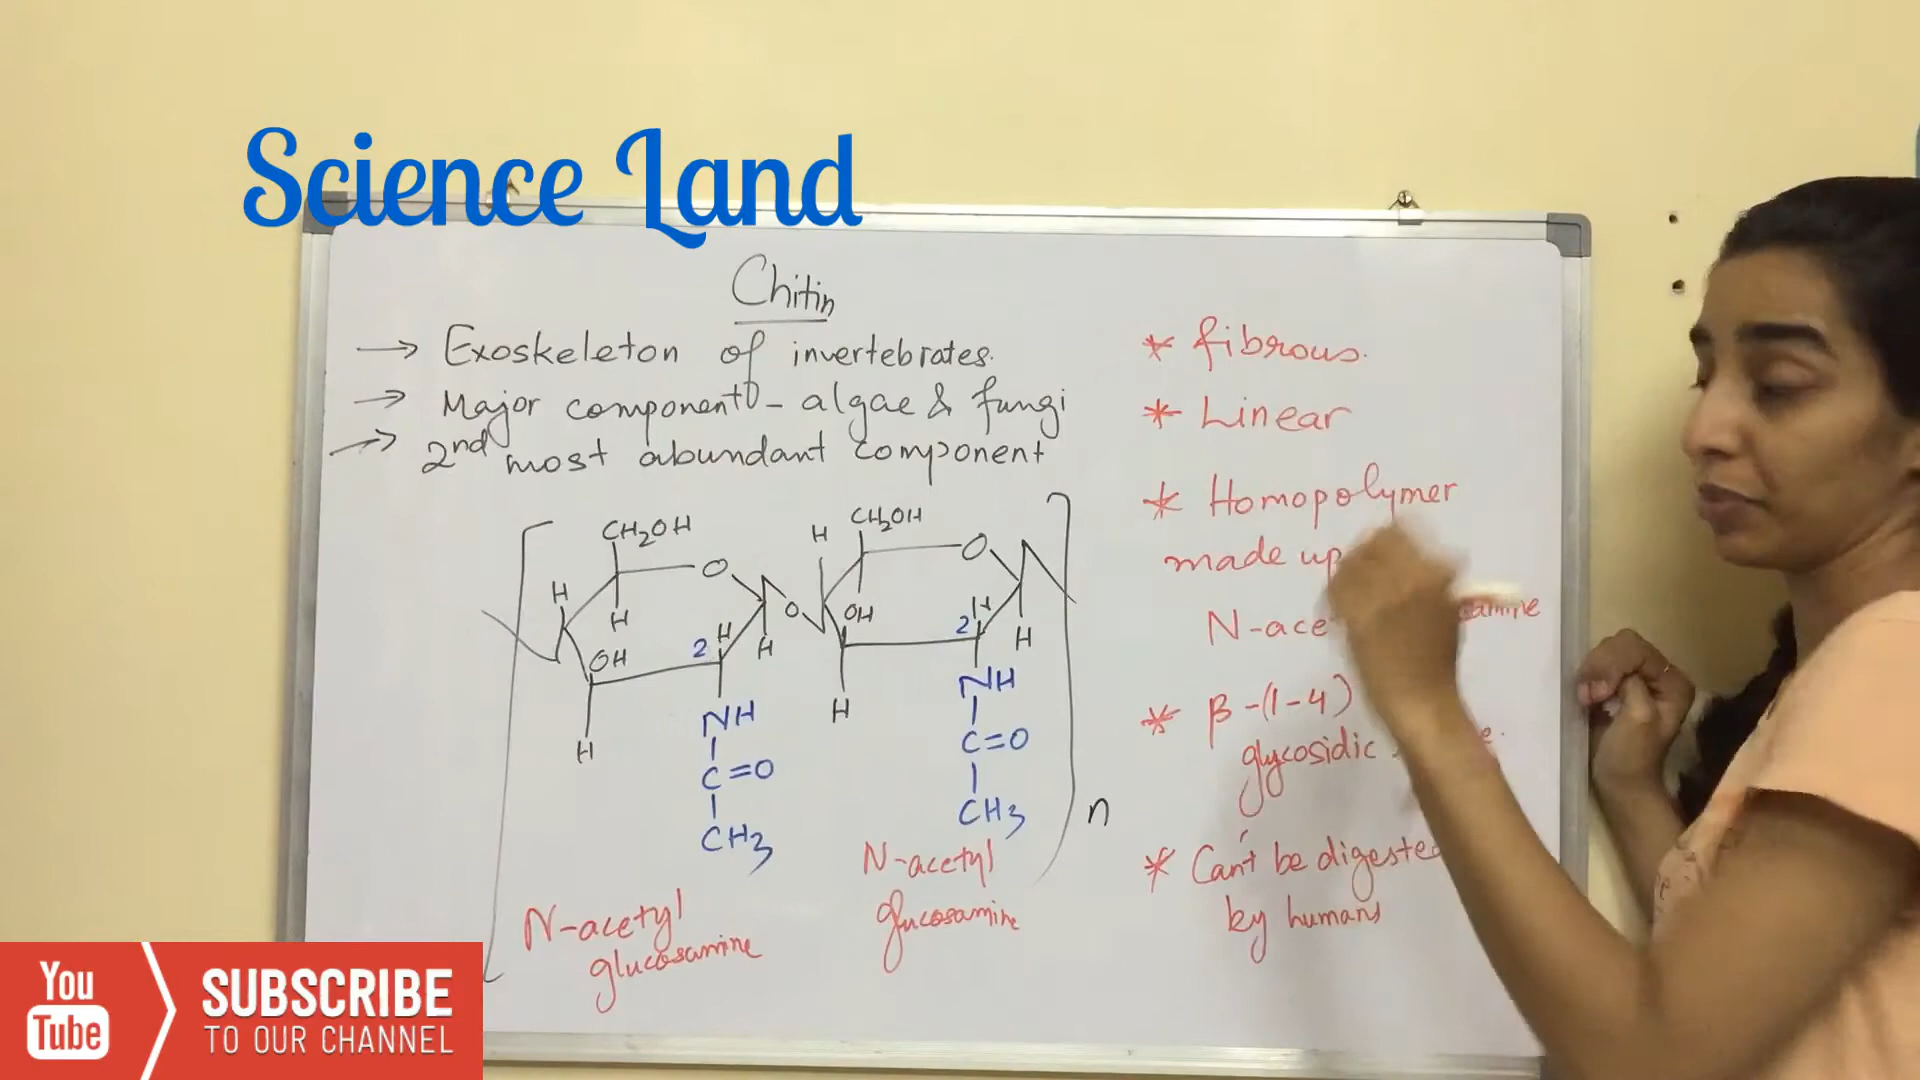 Science Land
Chitin
→ Exoskeleton of invertebrates.
→ Major component of - algae & fungi
→ 2nd most abundant component
CH2OH
O
H
H
OH
H
2
H
H
NH
C=O
CH3
N-acetyl
glucosamine
O
H
CH2OH
O
OH
H
2
H
H
NH
C=O
CH3
N-acetyl
glucosamine
n
* fibrous.
* Linear
* Homopolymer
made up
N-ace amine
* β-(1-4)
glycosidic
* Can't be digested
by humans
You
Tube
SUBSCRIBE
TO OUR CHANNEL